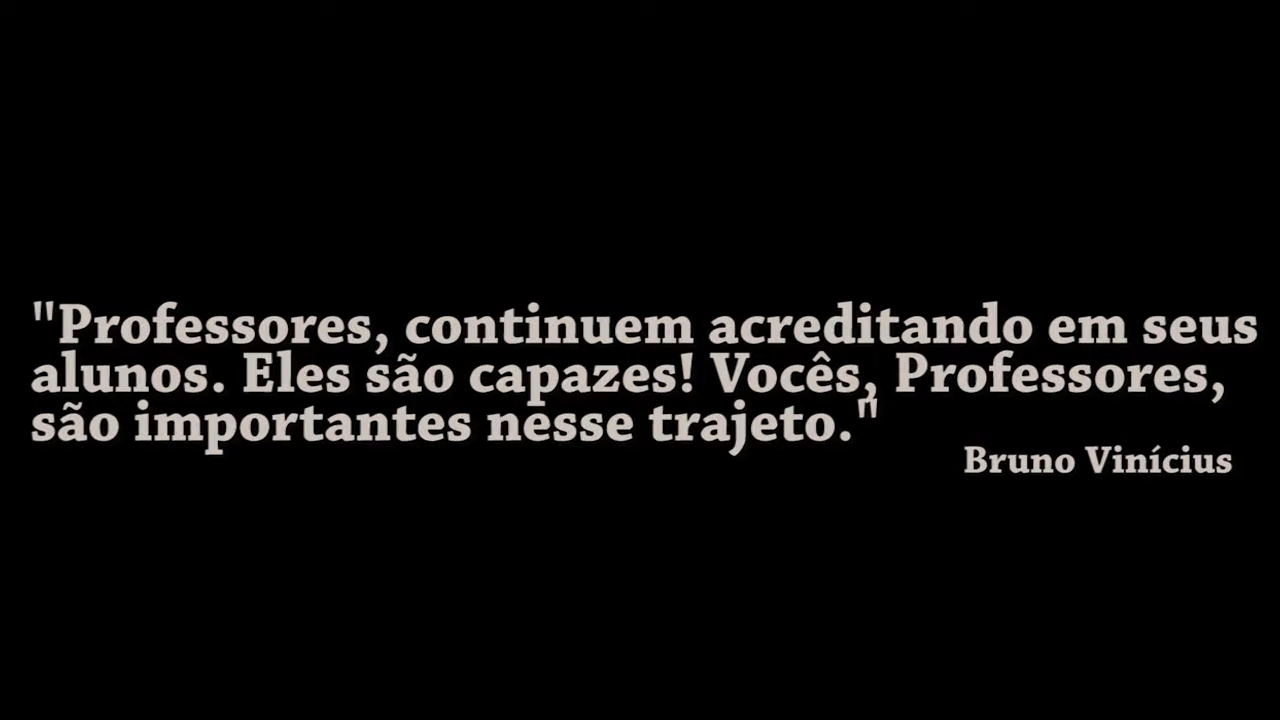 "Professores, continuem acreditando em seus
alunos. Eles são capazes! Vocês, Professores,
são importantes nesse trajeto."
Bruno Vinícius